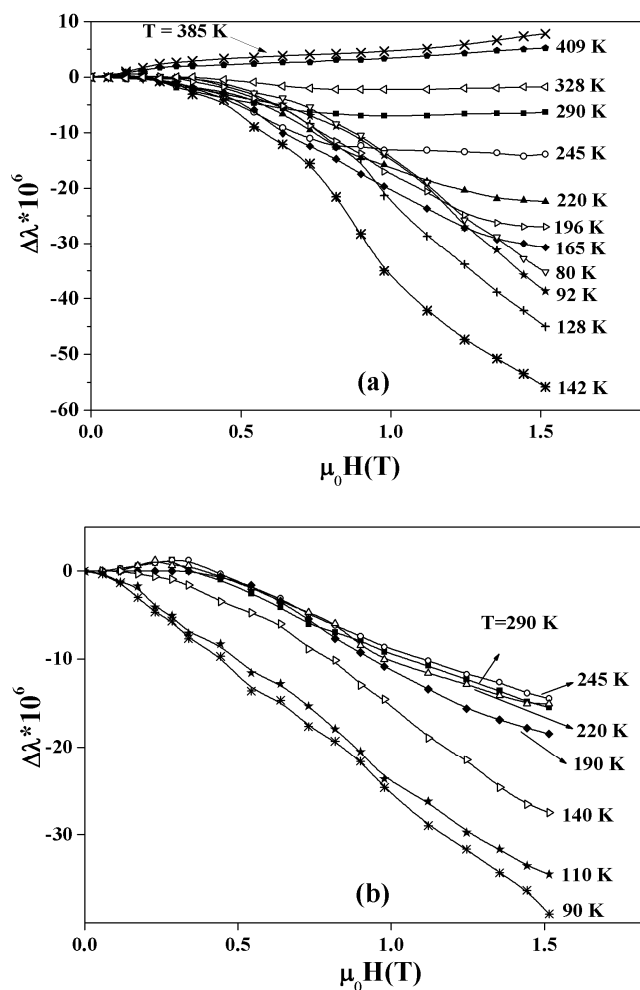 10
0
-10
-20
-30
-40
-50
-60
Δλ*10⁶
T = 385 K
409 K
328 K
290 K
245 K
220 K
196 K
165 K
80 K
92 K
128 K
142 K
(a)
0.0 0.5 1.0 1.5
μ₀H(T)
0
-10
-20
-30
Δλ*10⁶
T=290 K
245 K
220 K
190 K
140 K
110 K
90 K
(b)
0.0 0.5 1.0 1.5
μ₀H(T)